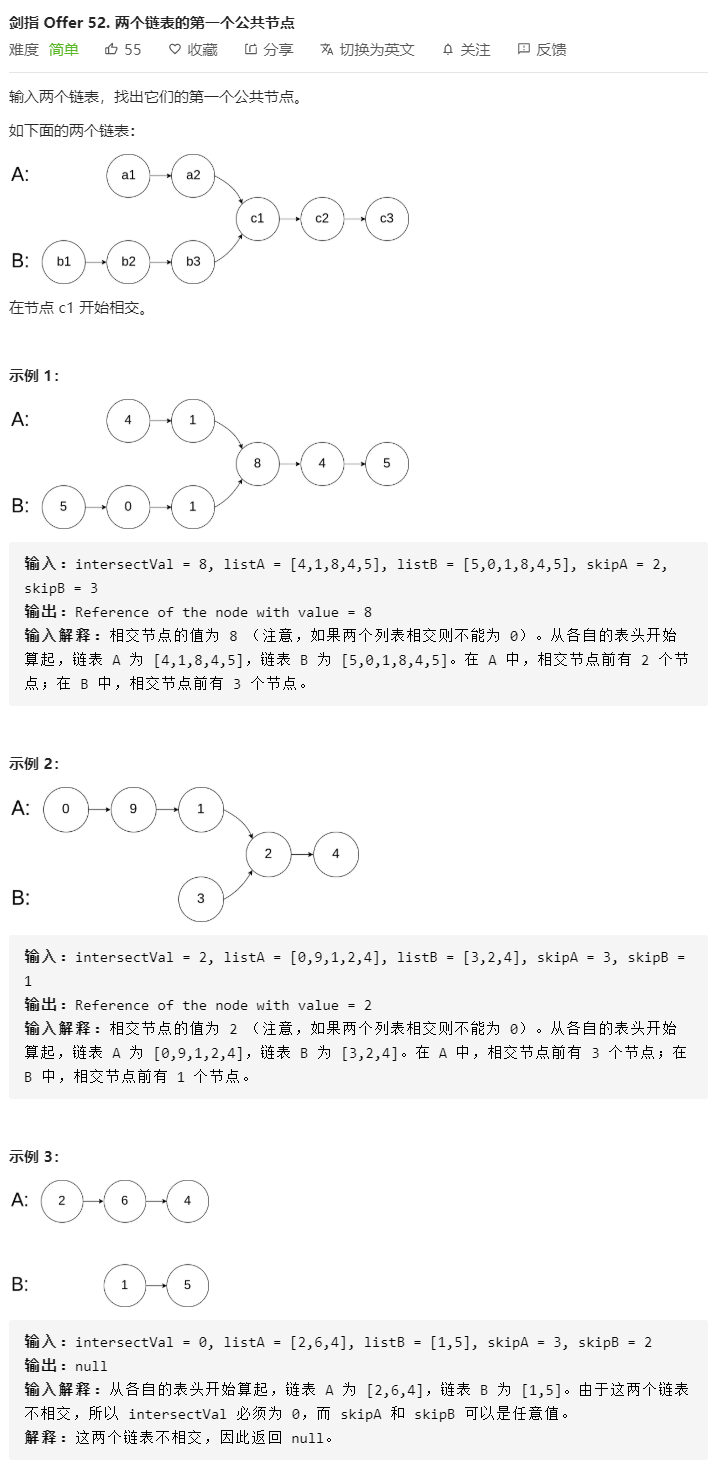 剑指 Offer 52. 两个链表的第一个公共节点
难度 简单 55 收藏 分享 切换为英文 关注 反馈
输入两个链表，找出它们的第一个公共节点。
如下面的两个链表：
A: a1 a2
c1 c2 c3
B: b1 b2 b3
在节点 c1 开始相交。
示例 1：
A: 4 1
8 4 5
B: 5 0 1
输入：intersectVal = 8, listA = [4,1,8,4,5], listB = [5,0,1,8,4,5], skipA = 2,
skipB = 3
输出：Reference of the node with value = 8
输入解释：相交节点的值为 8 （注意，如果两个列表相交则不能为 0）。从各自的表头开始
算起，链表 A 为 [4,1,8,4,5]，链表 B 为 [5,0,1,8,4,5]。在 A 中，相交节点前有 2 个节
点；在 B 中，相交节点前有 3 个节点。
示例 2：
A: 0 9 1
2 4
B: 3
输入：intersectVal = 2, listA = [0,9,1,2,4], listB = [3,2,4], skipA = 3, skipB =
1
输出：Reference of the node with value = 2
输入解释：相交节点的值为 2 （注意，如果两个列表相交则不能为 0）。从各自的表头开始
算起，链表 A 为 [0,9,1,2,4]，链表 B 为 [3,2,4]。在 A 中，相交节点前有 3 个节点；在
B 中，相交节点前有 1 个节点。
示例 3：
A: 2 6 4
B: 1 5
输入：intersectVal = 0, listA = [2,6,4], listB = [1,5], skipA = 3, skipB = 2
输出：null
输入解释：从各自的表头开始算起，链表 A 为 [2,6,4]，链表 B 为 [1,5]。由于这两个链表
不相交，所以 intersectVal 必须为 0，而 skipA 和 skipB 可以是任意值。
解释：这两个链表不相交，因此返回 null。